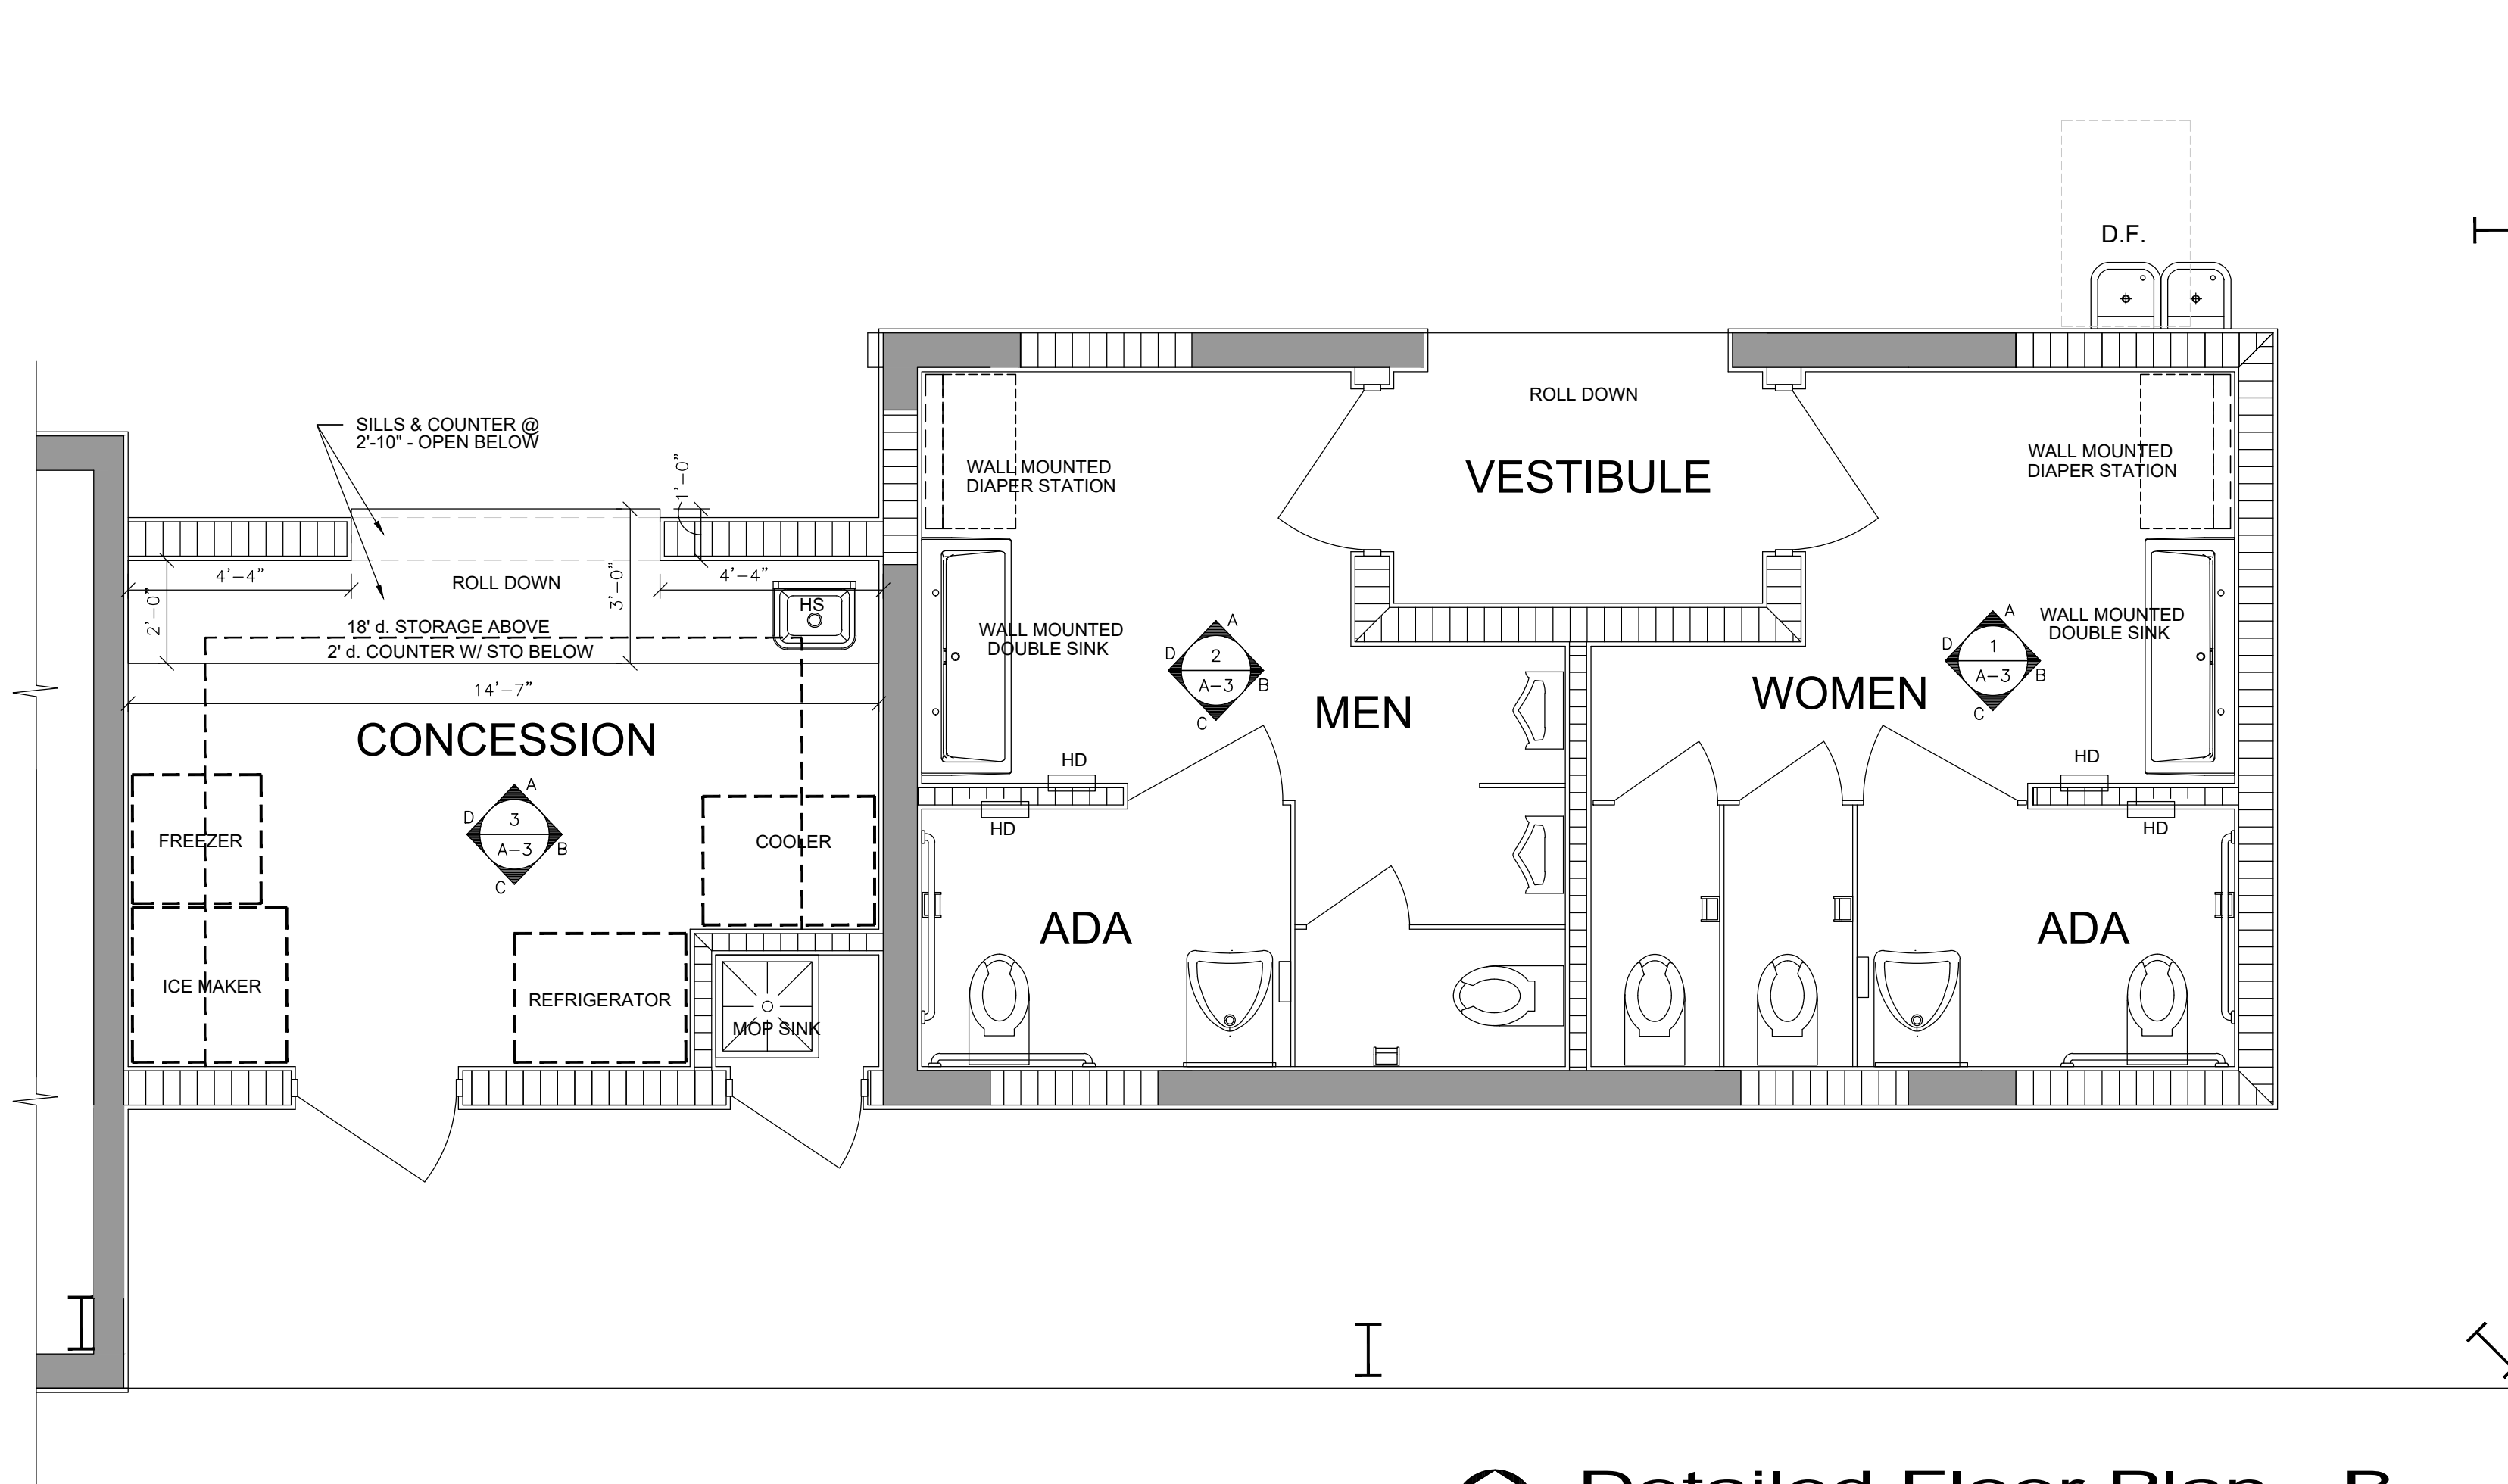 D.F.
ROLL DOWN
SILLS & COUNTER @
2'-10" - OPEN BELOW
VESTIBULE
WALL MOUNTED
DIAPER STATION
WALL MOUNTED
DIAPER STATION
1'-0"
4'-4"
ROLL DOWN
4'-4"
3'-0"
2'-0"
HS
18' d. STORAGE ABOVE
2' d. COUNTER W/ STO BELOW
14'-7"
WALL MOUNTED
DOUBLE SINK
A
D
2
A-3
B
C
WALL MOUNTED
DOUBLE SINK
A
D
1
A-3
B
C
MEN
WOMEN
CONCESSION
HD
HD
A
D
3
A-3
B
C
FREEZER
COOLER
HD
HD
ADA
ADA
ICE MAKER
REFRIGERATOR
MOP SINK
Detailed Floor Plan - B